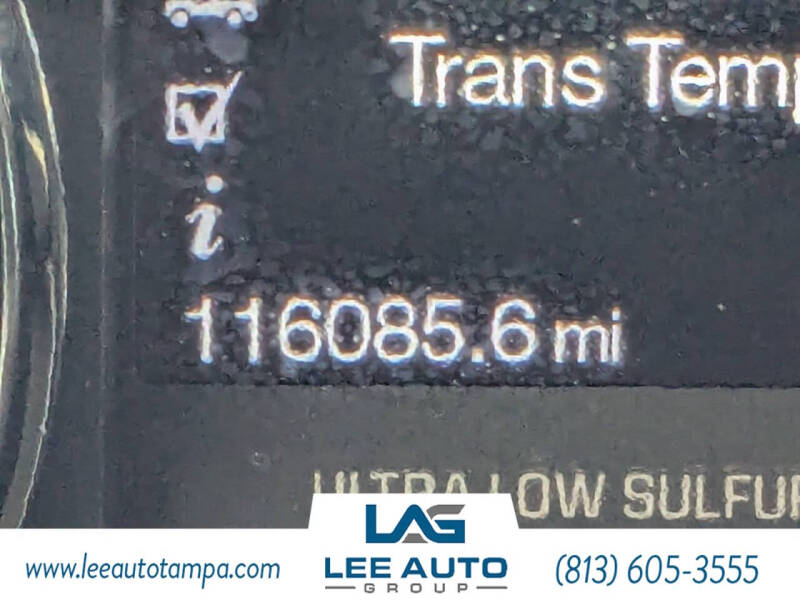 Trans Temp
i
116085.6 mi
ULTRA LOW SULFUR
LAG
LEE AUTO
GROUP
www.leeautotampa.com
(813) 605-3555